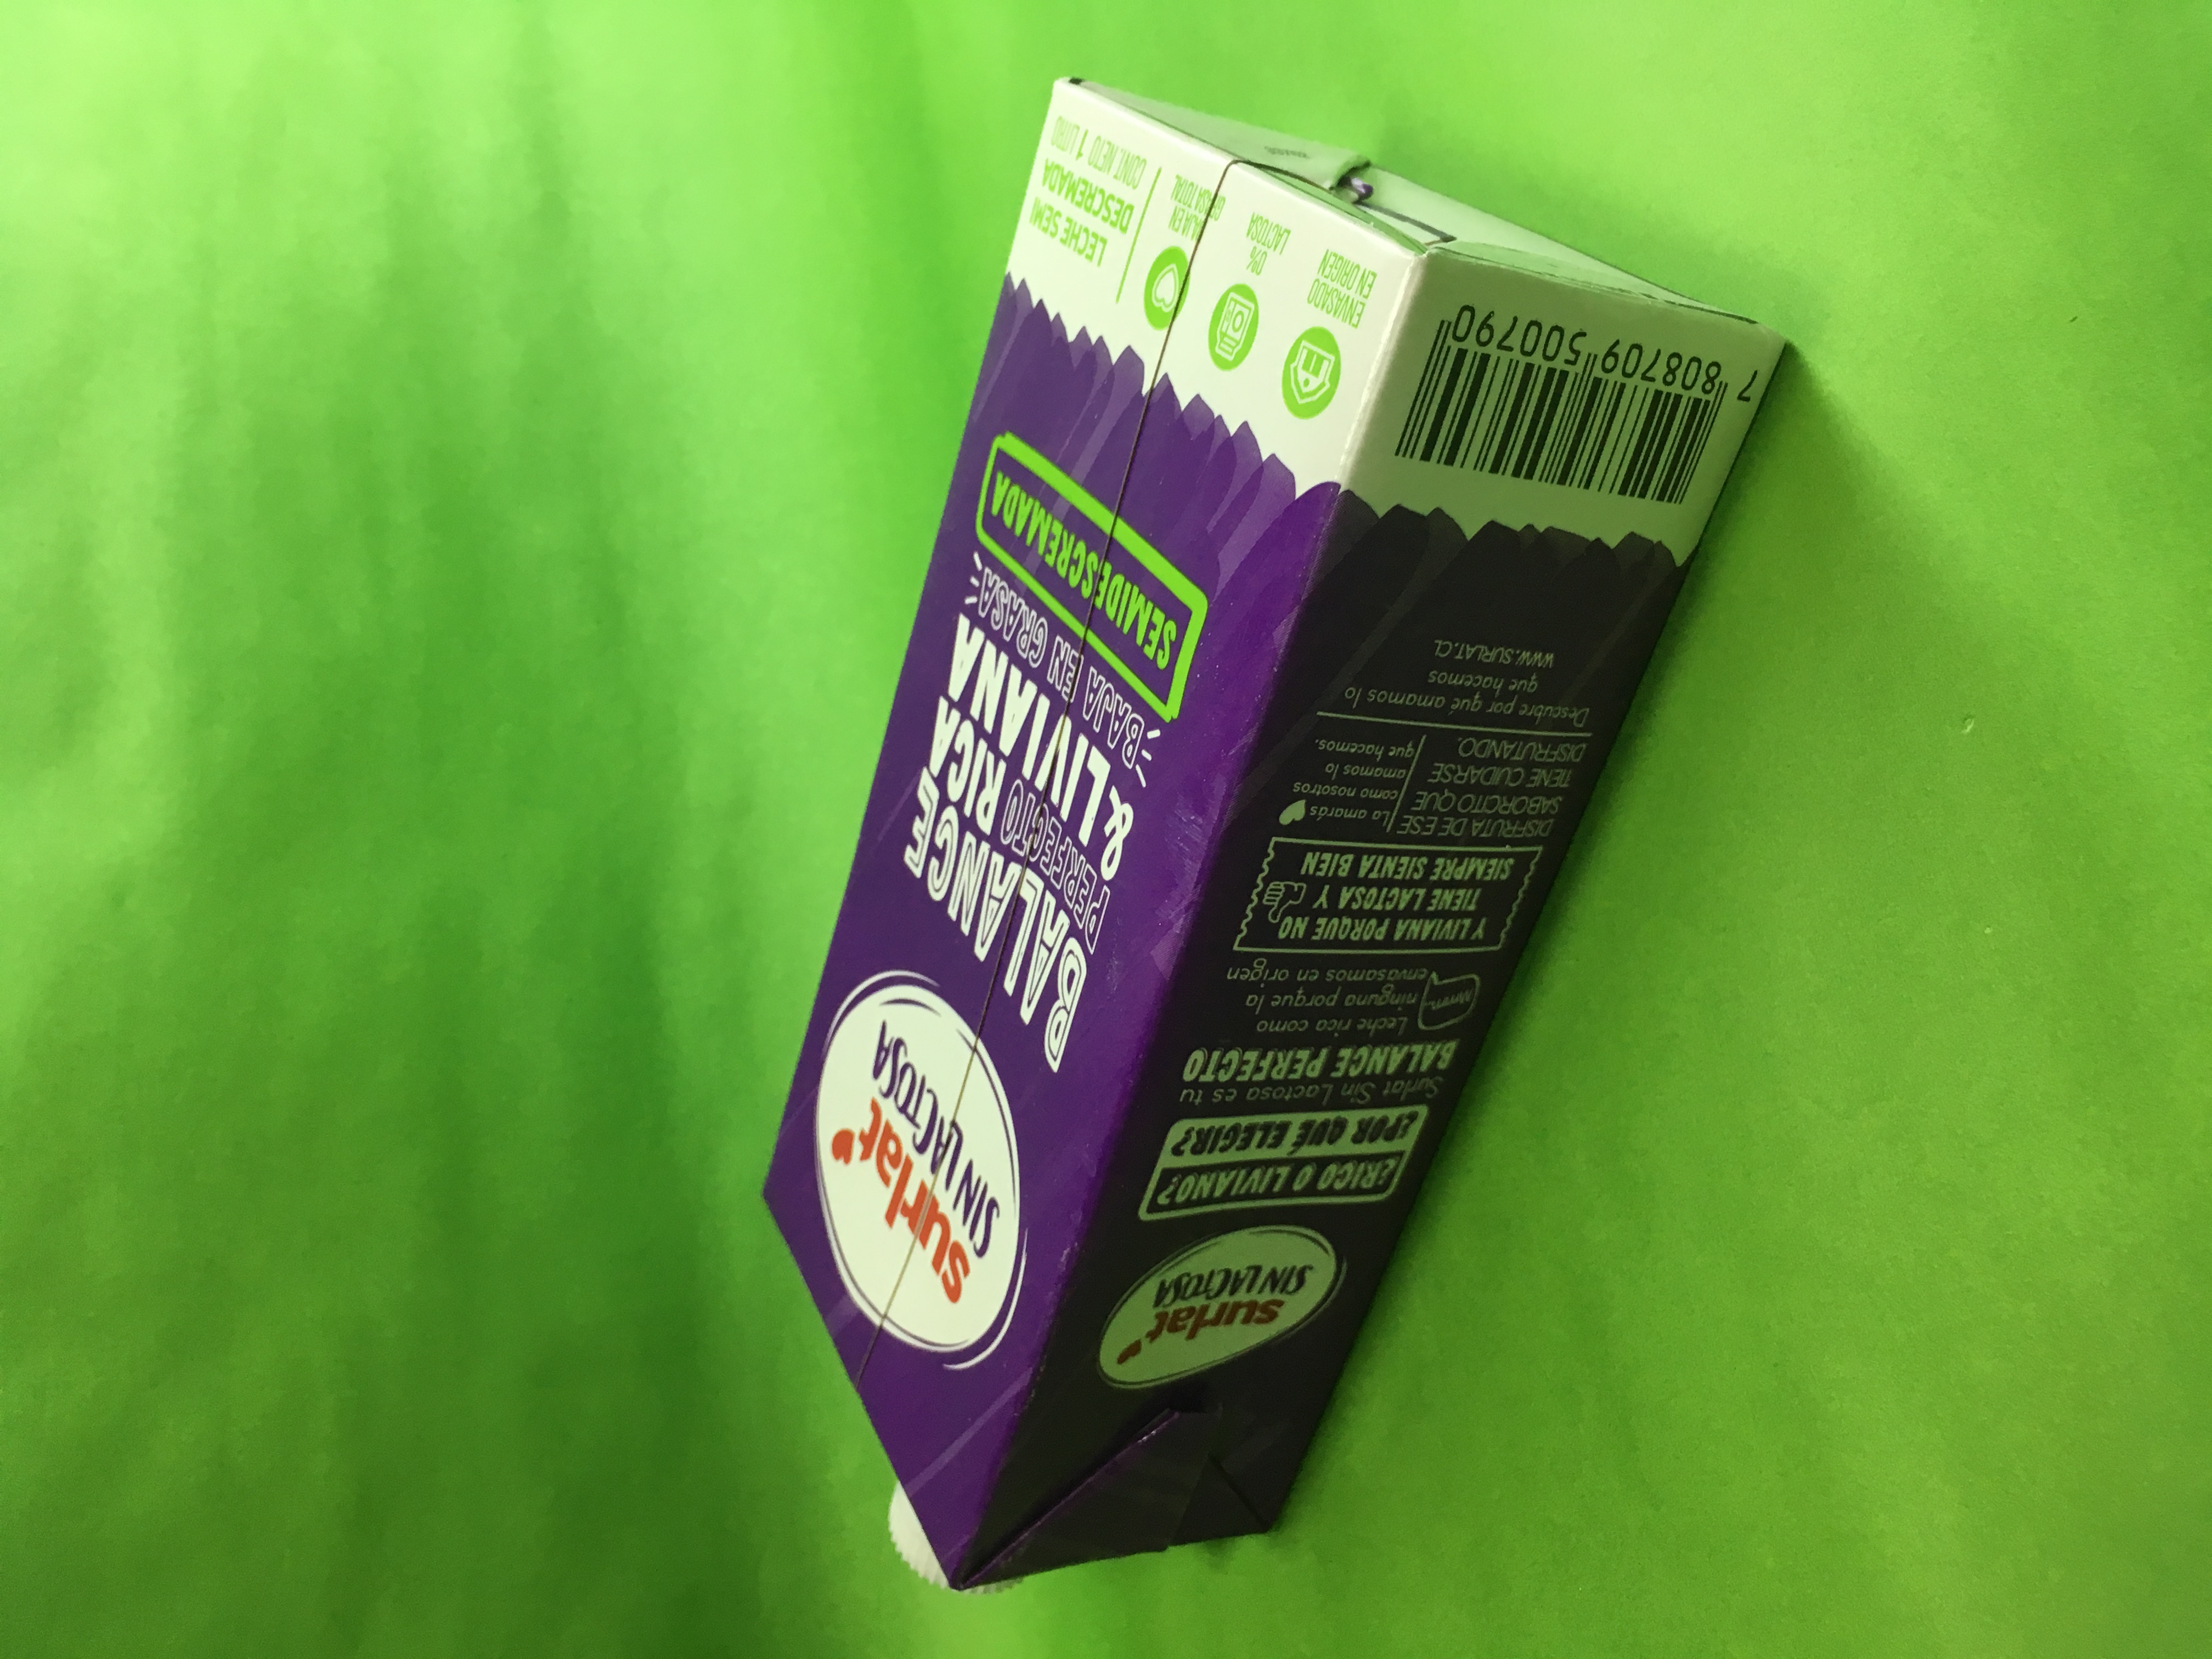 surlat
SIN LACTOSA
BALANCE
PERFECTO RICA
& LIVIANA
BAJA EN GRASA
SEMIDESCREMADA
LECHE SEMI
DESCREMADA
CONT. NETO 1 LITRO
BAJA EN
GRASA TOTAL
0%
LACTOSA
ENVASADO
EN ORIGEN
surlat
SIN LACTOSA
¿RICO O LIVIANO?
¿POR QUÉ ELEGIR?
Surlat Sin Lactosa es tu
BALANCE PERFECTO
Leche rica como
ninguna porque la
envasamos en origen
Y LIVIANA PORQUE NO
TIENE LACTOSA Y
SIEMPRE SIENTA BIEN
DISFRUTA DE ESE
SABORCITO QUE
TIENE CUIDARSE
DISFRUTANDO.
La amarás
como nosotros
amamos lo
que hacemos.
Descubre por qué amamos lo
que hacemos
WWW.SURLAT.CL
7 808709 500790